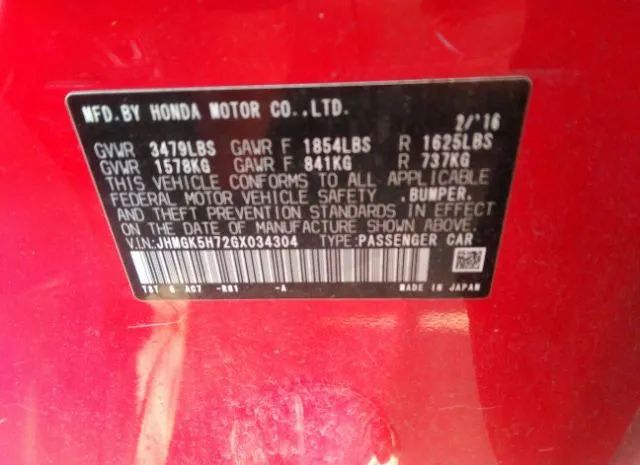 MFD.BY HONDA MOTOR CO.,LTD. 2/'16
GVWR 3479LBS GAWR F 1854LBS R 1625LBS
GVWR 1578KG GAWR F 841KG R 737KG
THIS VEHICLE CONFORMS TO ALL APPLICABLE
FEDERAL MOTOR VEHICLE SAFETY ,BUMPER,
AND THEFT PREVENTION STANDARDS IN EFFECT
ON THE DATE OF MANUFACTURE SHOWN ABOVE.
V.I.N: JHMGK5H72GX034304 TYPE:PASSENGER CAR
-A MADE IN JAPAN